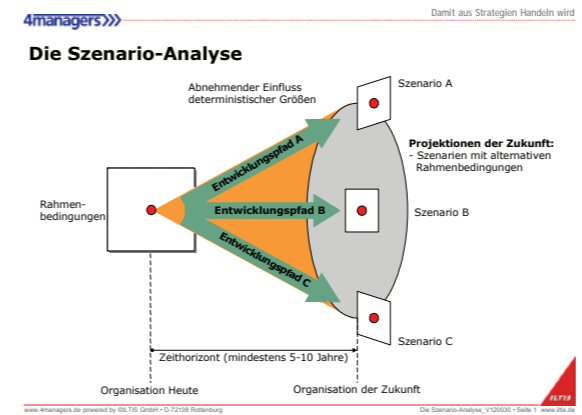 4managers
Damit aus Strategien Handeln wird
Die Szenario-Analyse
Abnehmender Einfluss
deterministischer Größen
Szenario A
Projektionen der Zukunft:
- Szenarien mit alternativen
Rahmenbedingungen
Entwicklungspfad A
Rahmen-
bedingungen
Entwicklungspfad B
Szenario B
Entwicklungspfad C
Szenario C
Zeithorizont (mindestens 5-10 Jahre)
Organisation Heute
Organisation der Zukunft
ILTIS
www.4managers.de powered by ©ILTIS GmbH • D-72108 Rottenburg
Die Szenario-Analyse_V120030 • Seite 1 www.iltis.de